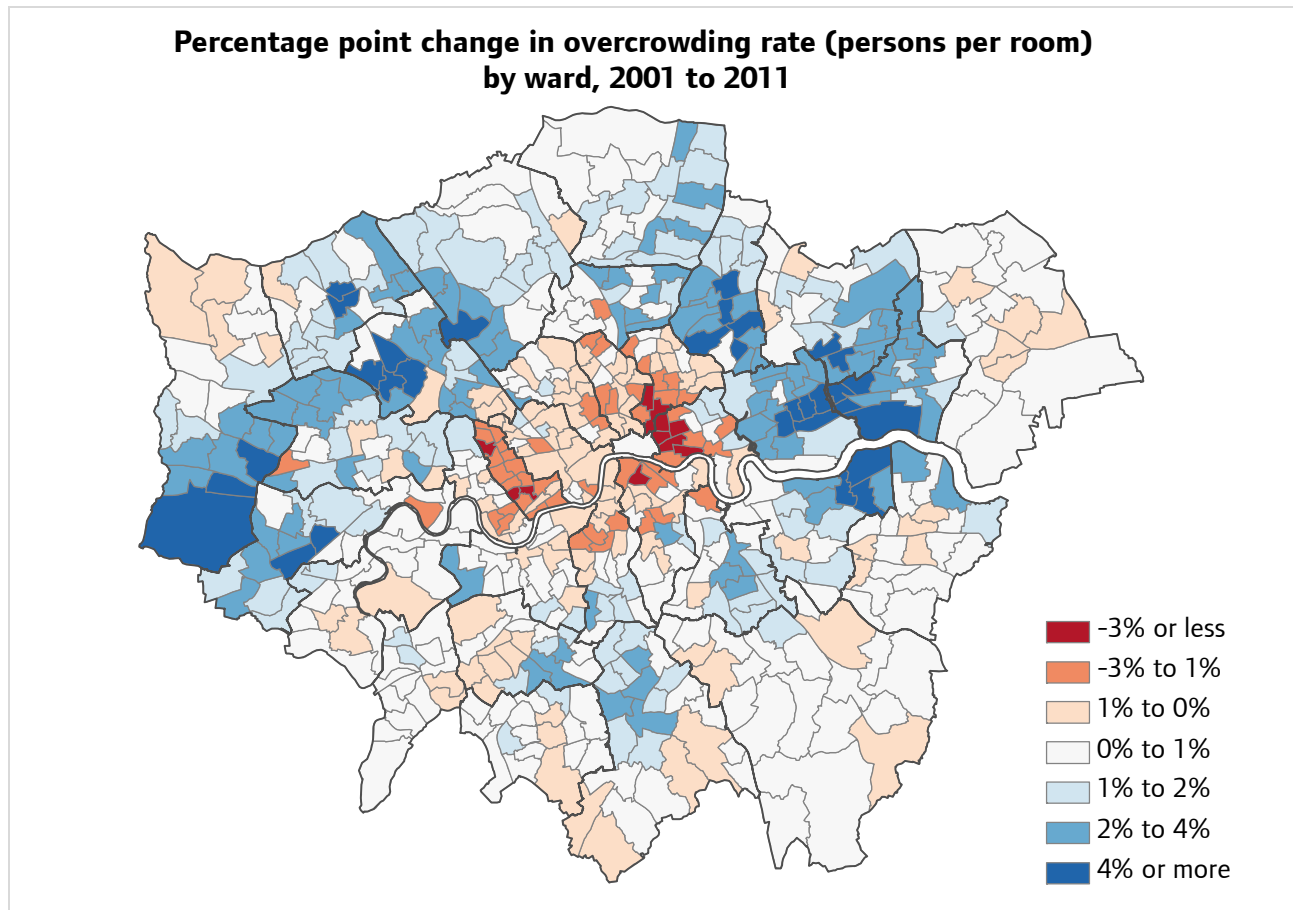 Percentage point change in overcrowding rate (persons per room)
by ward, 2001 to 2011
-3% or less
-3% to 1%
1% to 0%
0% to 1%
1% to 2%
2% to 4%
4% or more